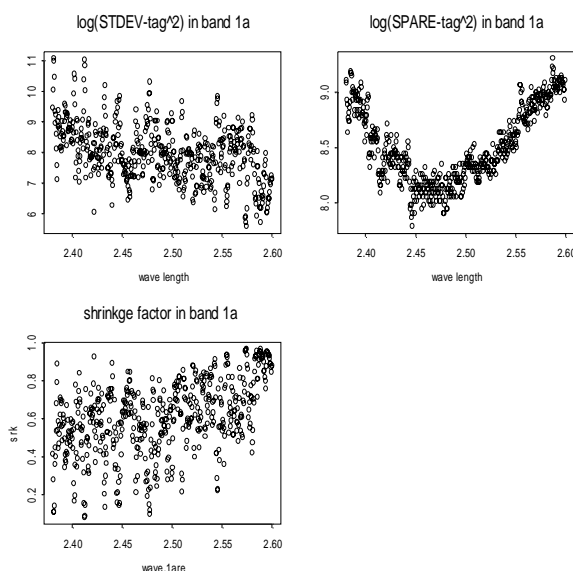 log(STDEV-tag^2) in band 1a
11
10
9
8
7
6
2.40 2.45 2.50 2.55 2.60
wave length
log(SPARE-tag^2) in band 1a
9.0
8.5
8.0
2.40 2.45 2.50 2.55 2.60
wave length
shrinkge factor in band 1a
1.0
0.8
0.6
0.4
0.2
s rk
2.40 2.45 2.50 2.55 2.60
wave.1are